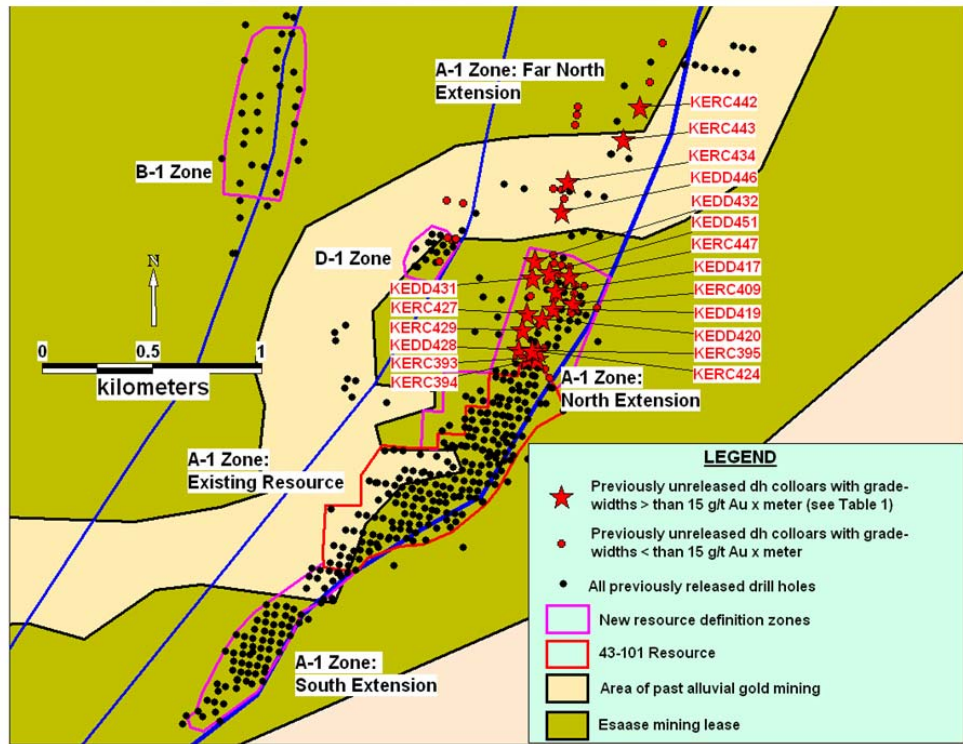 A-1 Zone: Far North
Extension
KERC442
KERC443
KERC434
KEDD446
KEDD432
KEDD451
KERC447
KEDD417
KERC409
KEDD419
KEDD420
KERC395
KERC424
B-1 Zone
N
D-1 Zone
KEDD431
KERC427
KERC429
KEDD428
KERC393
KERC394
0 0.5 1
kilometers
A-1 Zone:
North Extension
A-1 Zone:
Existing Resource
A-1 Zone:
South Extension
LEGEND
Previously unreleased dh colloars with grade-
widths > than 15 g/t Au x meter (see Table 1)
Previously unreleased dh colloars with grade-
widths < than 15 g/t Au x meter
All previously released drill holes
New resource definition zones
43-101 Resource
Area of past alluvial gold mining
Esaase mining lease